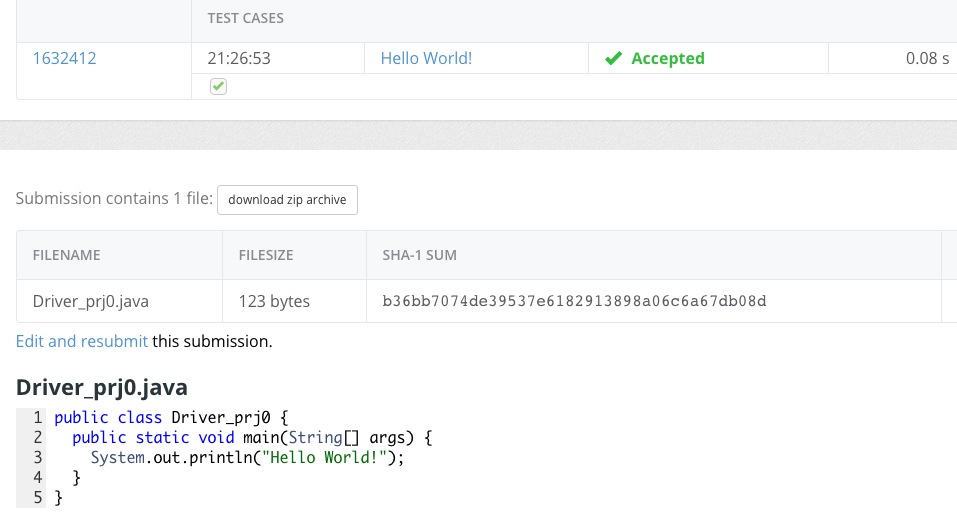 TEST CASES
1632412 21:26:53 Hello World! Accepted 0.08 s
Submission contains 1 file: download zip archive
FILENAME FILESIZE SHA-1 SUM
Driver_prj0.java 123 bytes b36bb7074de39537e6182913898a06c6a67db08d
Edit and resubmit this submission.
Driver_prj0.java
1 public class Driver_prj0 {
2   public static void main(String[] args) {
3     System.out.println("Hello World!");
4   }
5 }